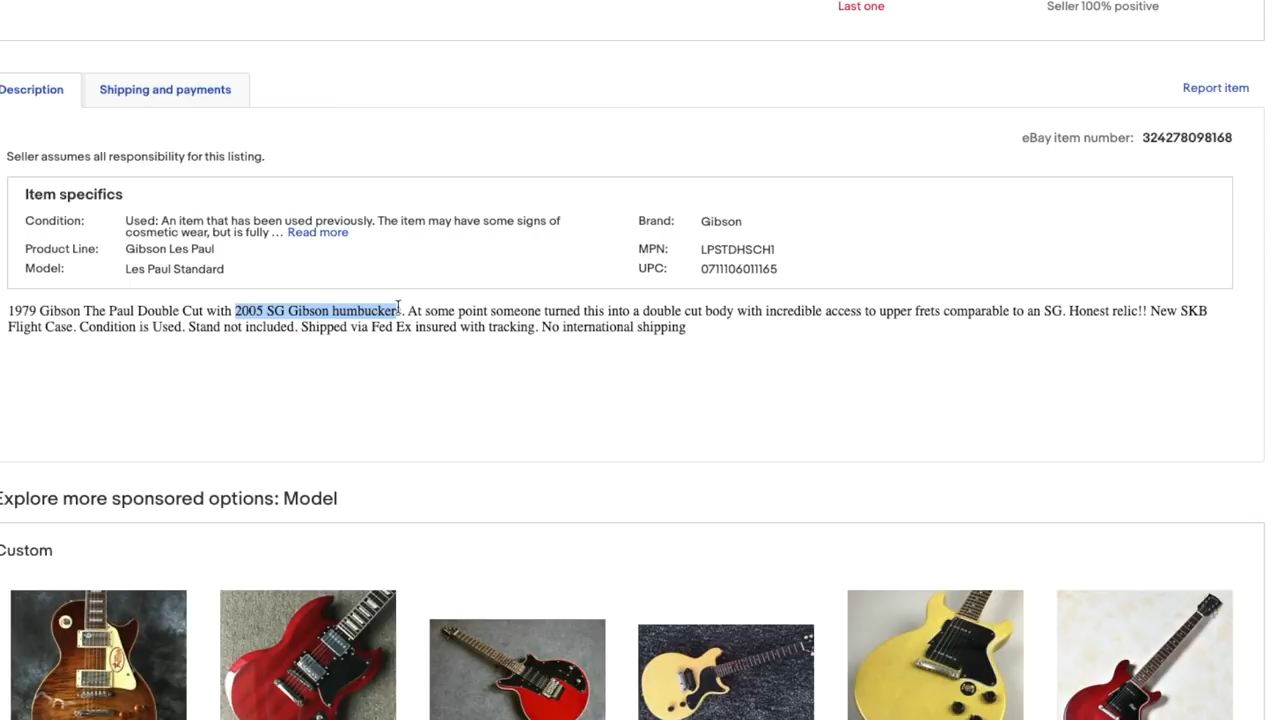 Last one
Seller 100% positive
Description
Shipping and payments
Report item
eBay item number: 324278098168
Seller assumes all responsibility for this listing.
Item specifics
Condition: Used: An item that has been used previously. The item may have some signs of
cosmetic wear, but is fully ... Read more
Brand: Gibson
Product Line: Gibson Les Paul
MPN: LPSTDHSCH1
Model: Les Paul Standard
UPC: 0711106011165
1979 Gibson The Paul Double Cut with 2005 SG Gibson humbuckers. At some point someone turned this into a double cut body with incredible access to upper frets comparable to an SG. Honest relic!! New SKB
Flight Case. Condition is Used. Stand not included. Shipped via Fed Ex insured with tracking. No international shipping
Explore more sponsored options: Model
Custom